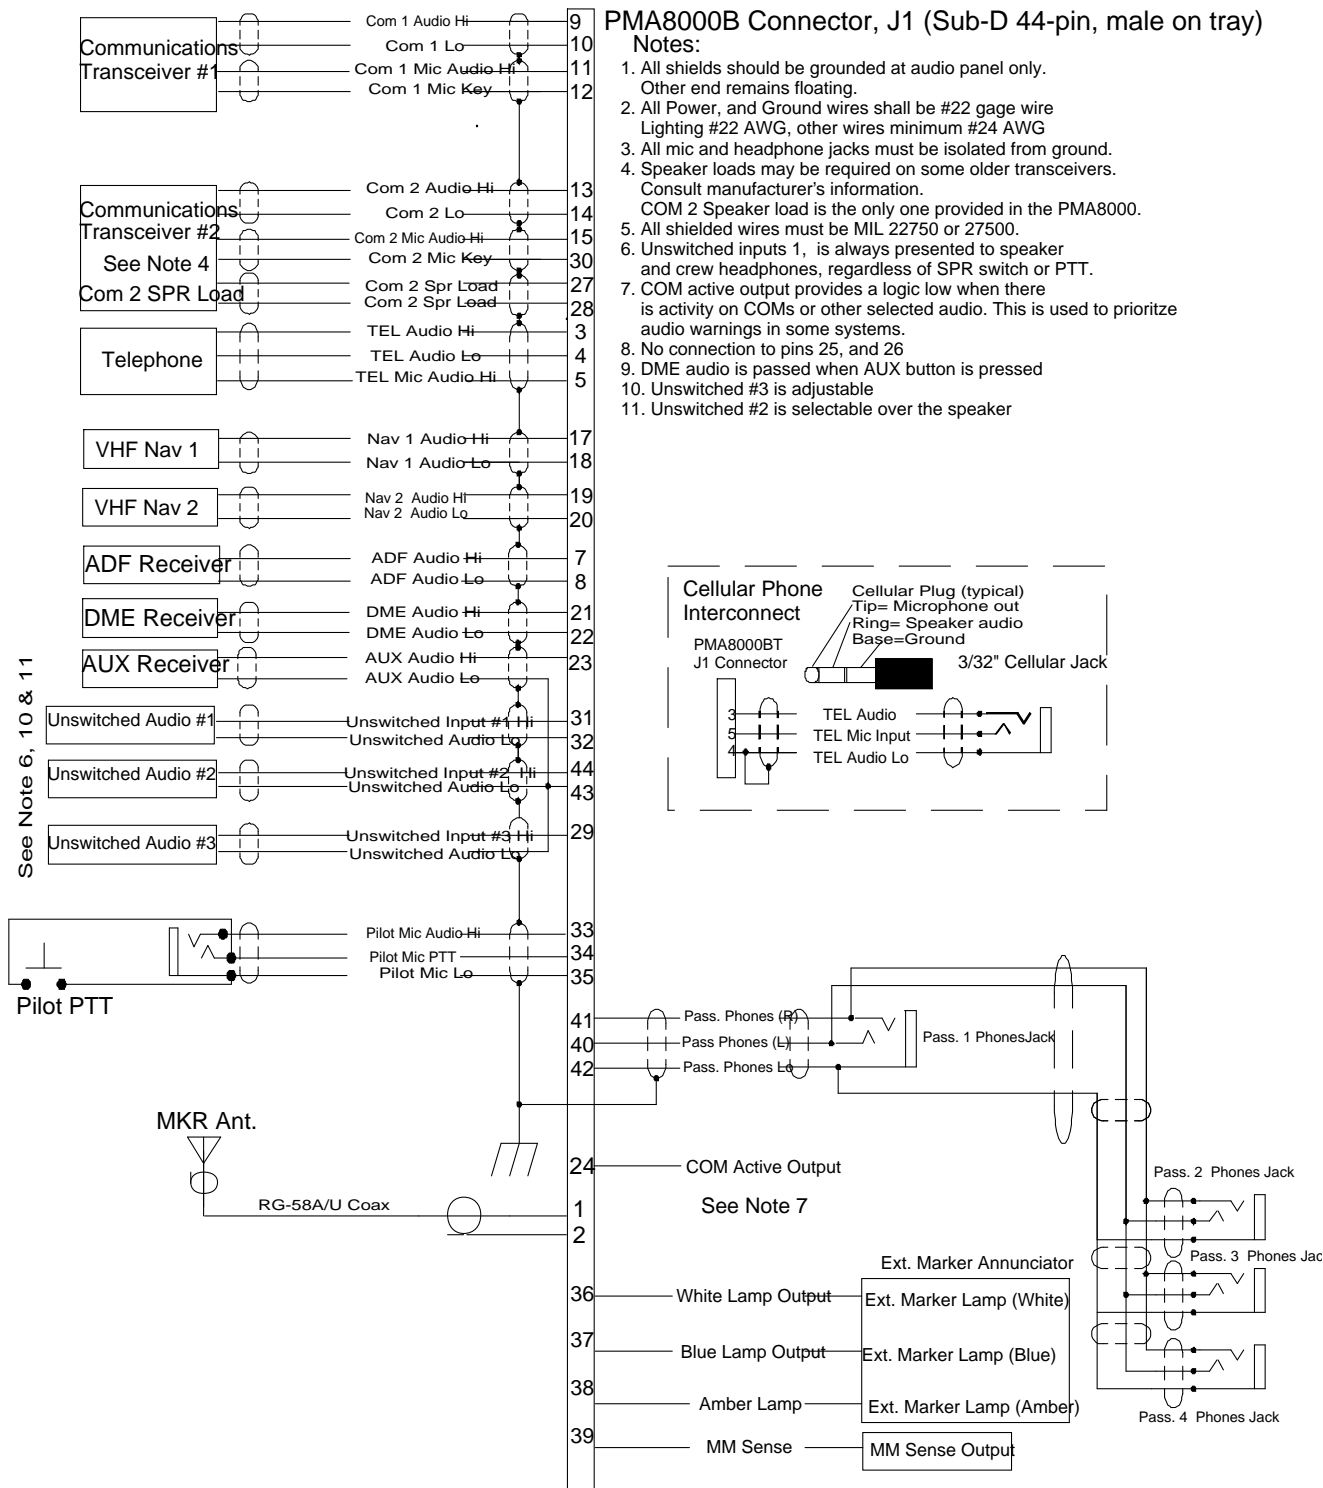 PMA8000B Connector, J1 (Sub-D 44-pin, male on tray)
Notes:
1. All shields should be grounded at audio panel only.
Other end remains floating.
2. All Power, and Ground wires shall be #22 gage wire
Lighting #22 AWG, other wires minimum #24 AWG
3. All mic and headphone jacks must be isolated from ground.
4. Speaker loads may be required on some older transceivers.
Consult manufacturer's information.
COM 2 Speaker load is the only one provided in the PMA8000.
5. All shielded wires must be MIL 22750 or 27500.
6. Unswitched inputs 1, is always presented to speaker
and crew headphones, regardless of SPR switch or PTT.
7. COM active output provides a logic low when there
is activity on COMs or other selected audio. This is used to prioritze
audio warnings in some systems.
8. No connection to pins 25, and 26
9. DME audio is passed when AUX button is pressed
10. Unswitched #3 is adjustable
11. Unswitched #2 is selectable over the speaker
Communications
Transceiver #1
Com 1 Audio Hi 9
Com 1 Lo 10
Com 1 Mic Audio Hi 11
Com 1 Mic Key 12
Communications
Transceiver #2
See Note 4
Com 2 SPR Load
Com 2 Audio Hi 13
Com 2 Lo 14
Com 2 Mic Audio Hi 15
Com 2 Mic Key 30
Com 2 Spr Load 27
Com 2 Spr Load 28
Telephone
TEL Audio Hi 3
TEL Audio Lo 4
TEL Mic Audio Hi 5
VHF Nav 1
Nav 1 Audio Hi 17
Nav 1 Audio Lo 18
VHF Nav 2
Nav 2 Audio Hi 19
Nav 2 Audio Lo 20
ADF Receiver
ADF Audio Hi 7
ADF Audio Lo 8
DME Receiver
DME Audio Hi 21
DME Audio Lo 22
AUX Receiver
AUX Audio Hi 23
AUX Audio Lo
See Note 6, 10 & 11
Unswitched Audio #1
Unswitched Input #1 Hi 31
Unswitched Audio Lo 32
Unswitched Audio #2
Unswitched Input #2 Hi 44
Unswitched Audio Lo 43
Unswitched Audio #3
Unswitched Input #3 Hi 29
Unswitched Audio Lo
Pilot PTT
Pilot Mic Audio Hi 33
Pilot Mic PTT 34
Pilot Mic Lo 35
Cellular Phone
Interconnect
Cellular Plug (typical)
Tip= Microphone out
Ring= Speaker audio
Base=Ground
PMA8000BT
J1 Connector
3/32" Cellular Jack
3 TEL Audio
5 TEL Mic Input
4 TEL Audio Lo
41 Pass. Phones (R)
40 Pass Phones (L)
42 Pass. Phones Lo
Pass. 1 PhonesJack
MKR Ant.
RG-58A/U Coax
24 COM Active Output
See Note 7
1
2
Pass. 2 Phones Jack
Pass. 3 Phones Jac
Pass. 4 Phones Jack
Ext. Marker Annunciator
36 White Lamp Output Ext. Marker Lamp (White)
37 Blue Lamp Output Ext. Marker Lamp (Blue)
38 Amber Lamp Ext. Marker Lamp (Amber)
39 MM Sense MM Sense Output